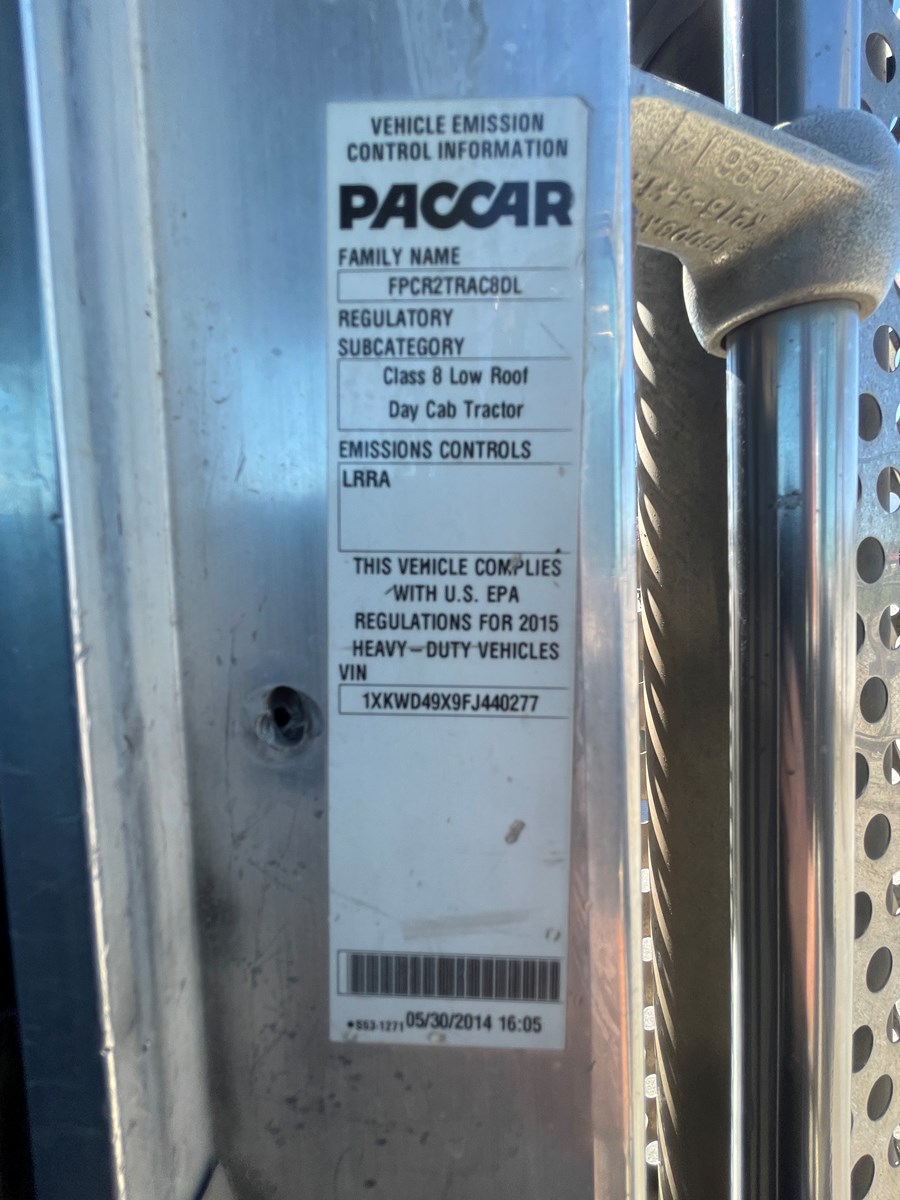 VEHICLE EMISSION
CONTROL INFORMATION
PACCAR
FAMILY NAME
FPCR2TRAC8DL
REGULATORY
SUBCATEGORY
Class 8 Low Roof
Day Cab Tractor
EMISSIONS CONTROLS
LRRA
THIS VEHICLE COMPLIES
WITH U.S. EPA
REGULATIONS FOR 2015
HEAVY-DUTY VEHICLES
VIN
1XKWD49X9FJ440277
S53-1271 05/30/2014 16:05